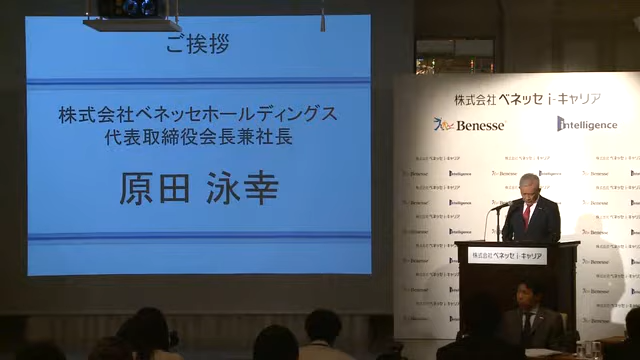 ご挨拶
株式会社ベネッセホールディングス
代表取締役会長兼社長
原田 泳幸
株式会社 ベネッセ i-キャリア
Benesse
intelligence
株式会社 ベネッセ i-キャリア